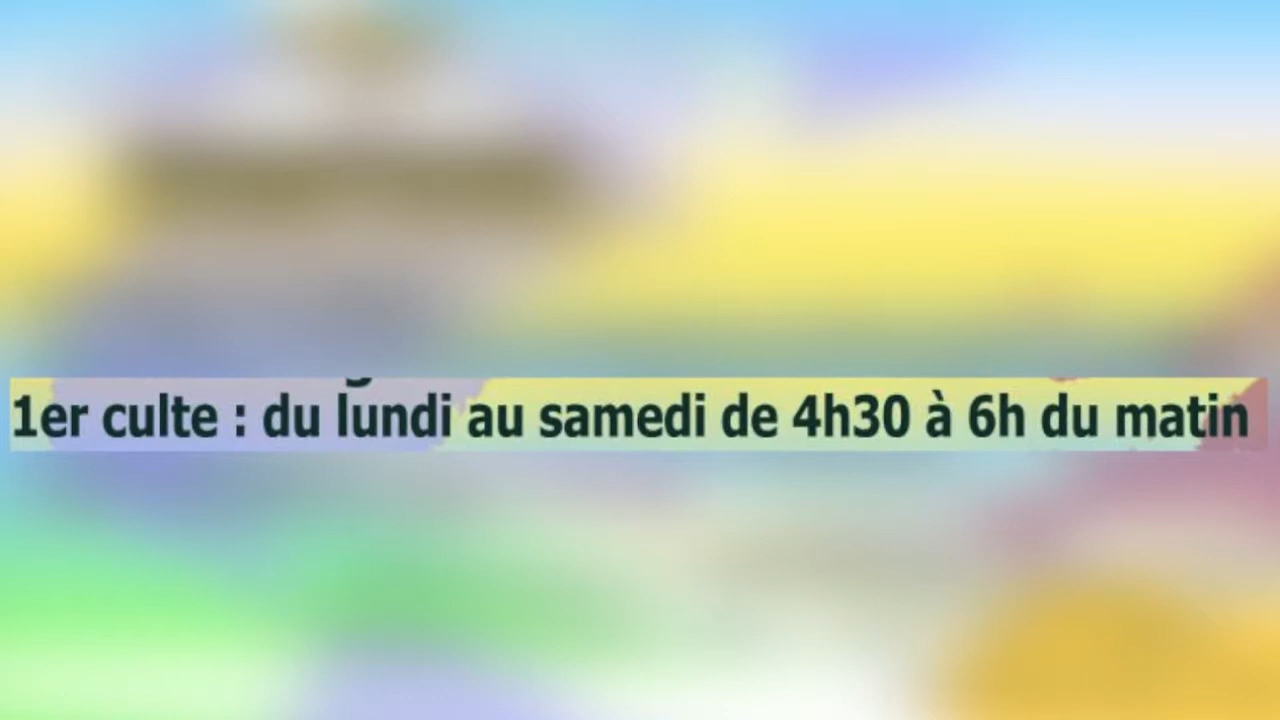 1er culte : du lundi au samedi de 4h30 à 6h du matin